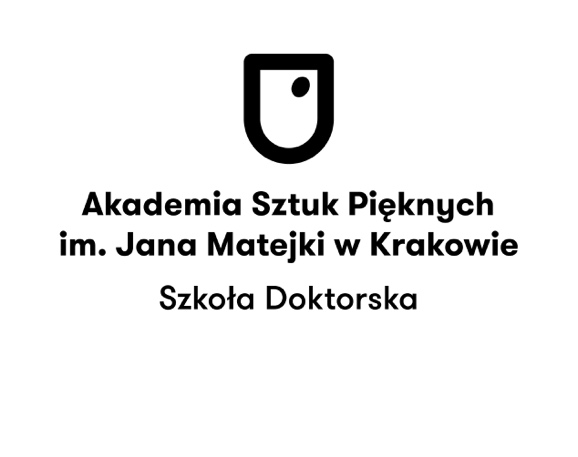 Akademia Sztuk Pięknych
im. Jana Matejki w Krakowie
Szkoła Doktorska